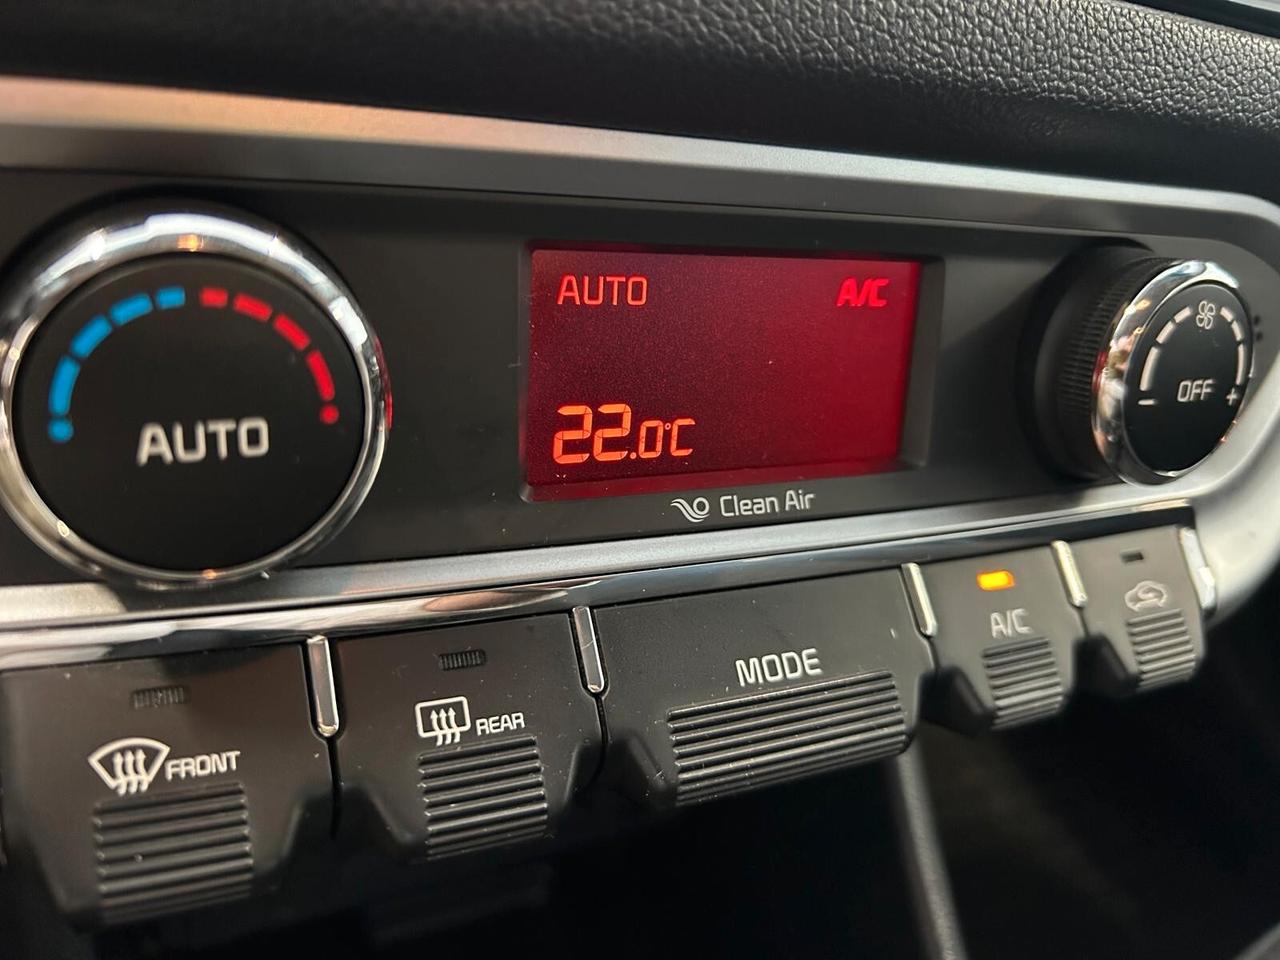 AUTO
AUTO A/C
22.0°C
Clean Air
OFF
- +
FRONT
REAR
MODE
A/C